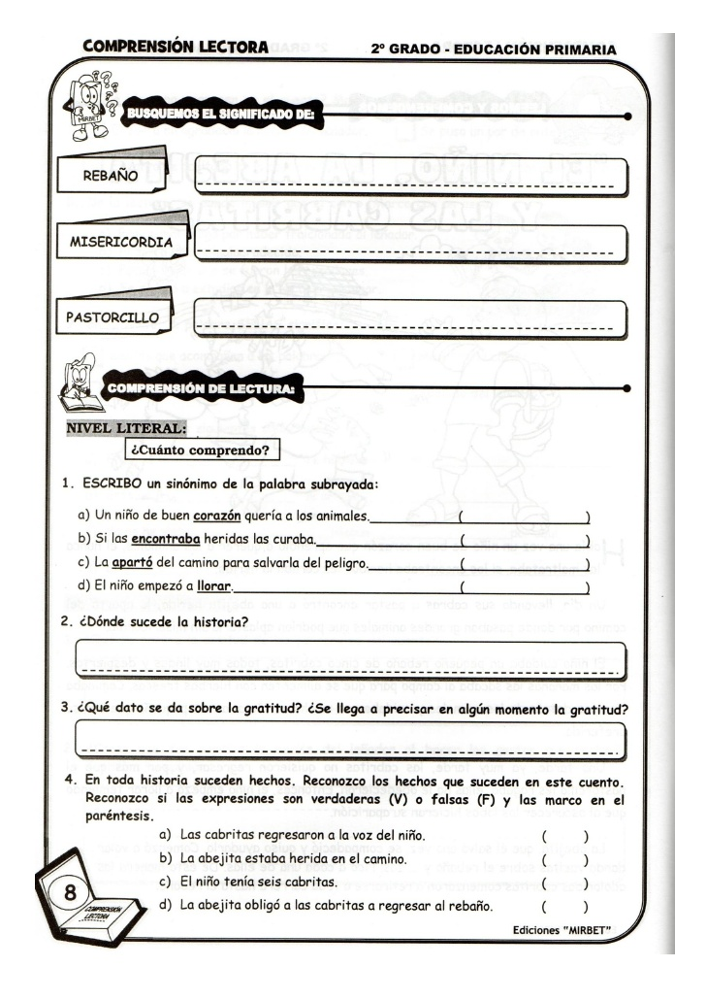 COMPRENSIÓN LECTORA 2º GRADO - EDUCACIÓN PRIMARIA
MIRBET
BUSQUEMOS EL SIGNIFICADO DE:
REBAÑO
MISERICORDIA
PASTORCILLO
COMPRENSIÓN DE LECTURA:
NIVEL LITERAL:
¿Cuánto comprendo?
1. ESCRIBO un sinónimo de la palabra subrayada:
a) Un niño de buen corazón quería a los animales. ( )
b) Si las encontraba heridas las curaba. ( )
c) La apartó del camino para salvarla del peligro. ( )
d) El niño empezó a llorar. ( )
2. ¿Dónde sucede la historia?
3. ¿Qué dato se da sobre la gratitud? ¿Se llega a precisar en algún momento la gratitud?
4. En toda historia suceden hechos. Reconozco los hechos que suceden en este cuento.
Reconozco si las expresiones son verdaderas (V) o falsas (F) y las marco en el
paréntesis.
a) Las cabritas regresaron a la voz del niño. ( )
b) La abejita estaba herida en el camino. ( )
c) El niño tenía seis cabritas. ( )
d) La abejita obligó a las cabritas a regresar al rebaño. ( )
8
COMPRENSIÓN
LECTORA
Ediciones "MIRBET"